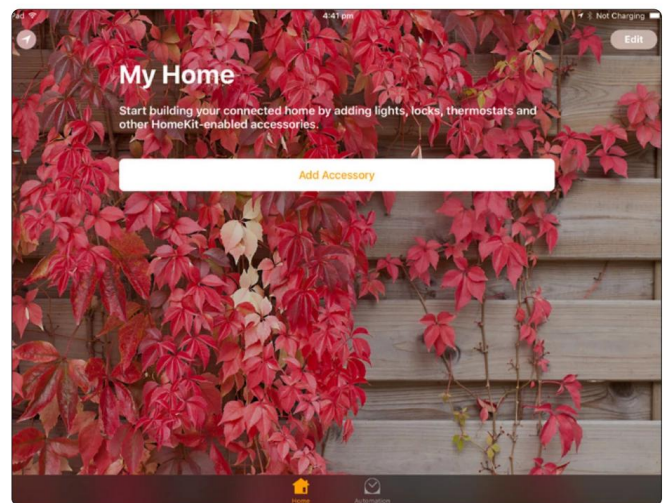 ad 4:41 pm Not Charging
Edit
My Home
Start building your connected home by adding lights, locks, thermostats and
other HomeKit-enabled accessories.
Add Accessory
Home Automation